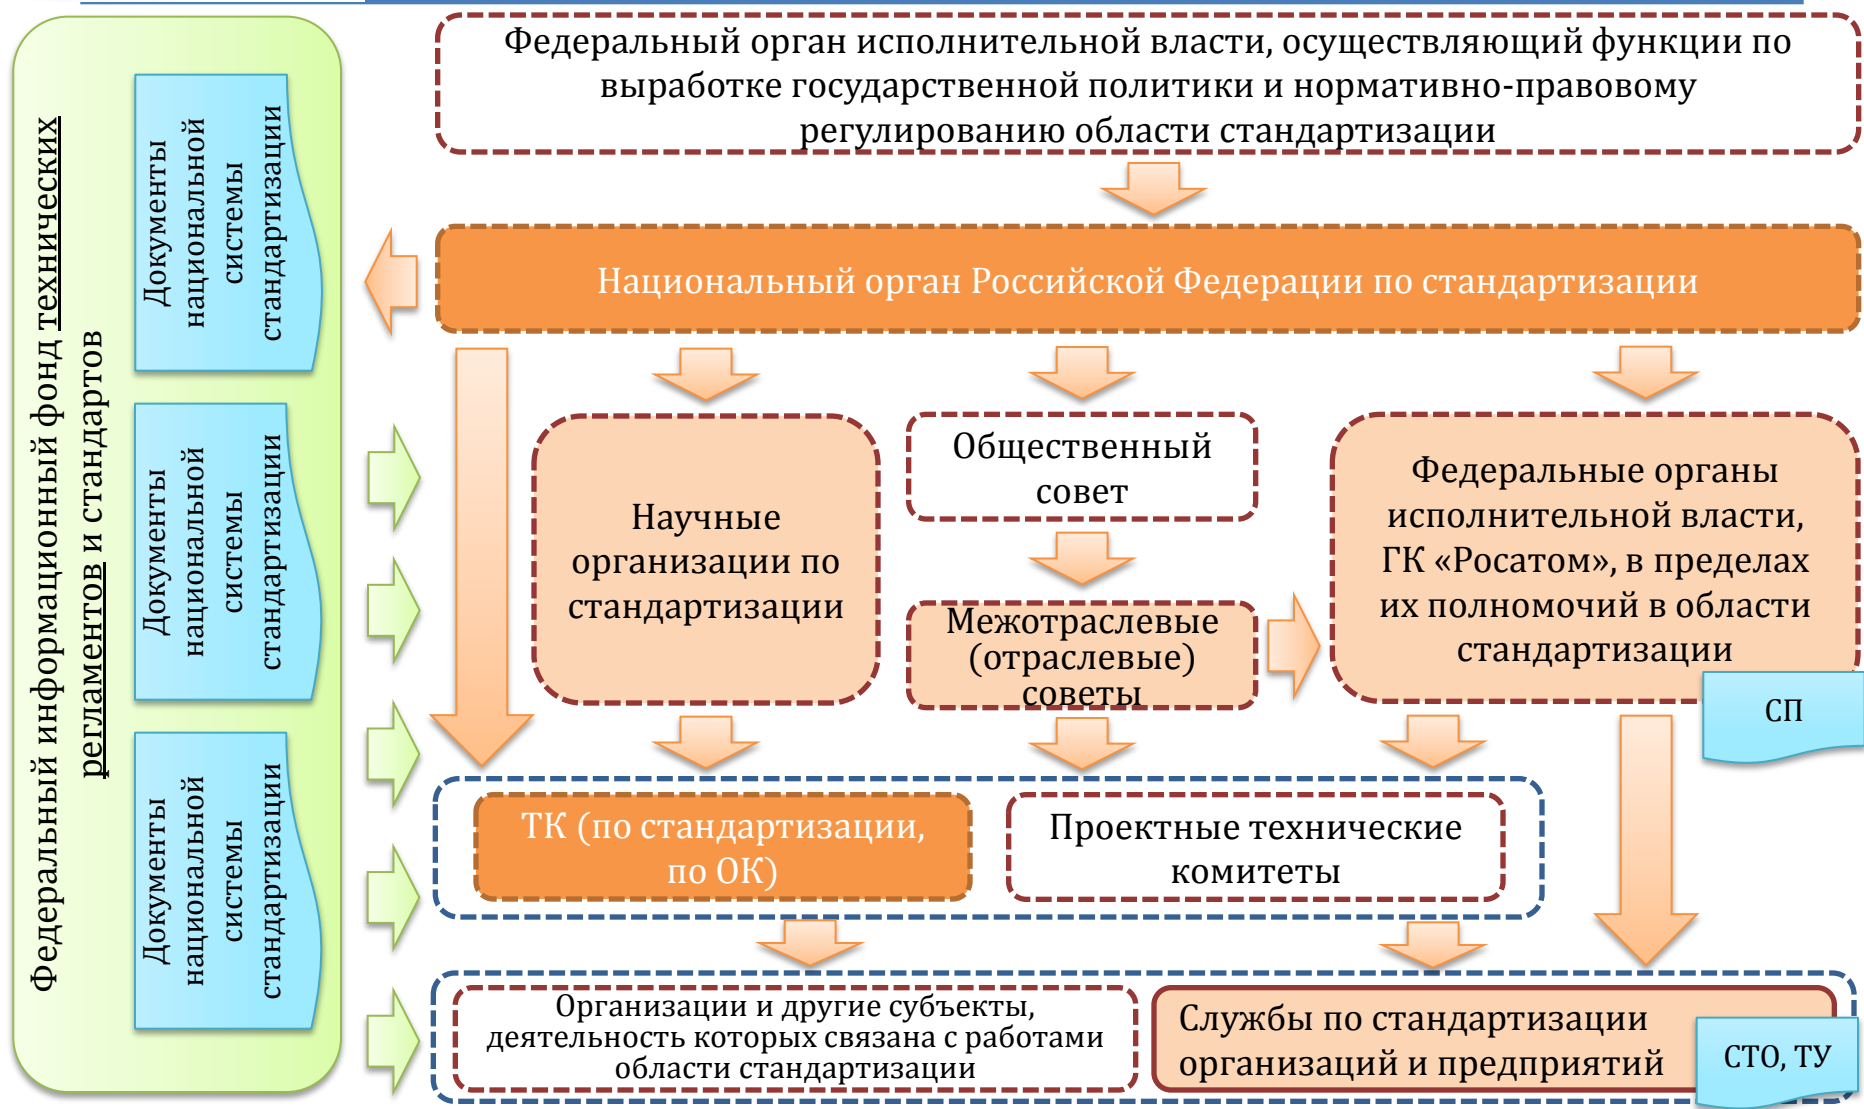 Федеральный информационный фонд технических
регламентов и стандартов
Документы
национальной
системы
стандартизации
Документы
национальной
системы
стандартизации
Документы
национальной
системы
стандартизации
Федеральный орган исполнительной власти, осуществляющий функции по
выработке государственной политики и нормативно-правовому
регулированию области стандартизации
Национальный орган Российской Федерации по стандартизации
Научные
организации по
стандартизации
Общественный
совет
Межотраслевые
(отраслевые)
советы
Федеральные органы
исполнительной власти,
ГК «Росатом», в пределах
их полномочий в области
стандартизации
СП
ТК (по стандартизации,
по ОК)
Проектные технические
комитеты
Организации и другие субъекты,
деятельность которых связана с работами
области стандартизации
Службы по стандартизации
организаций и предприятий
СТО, ТУ